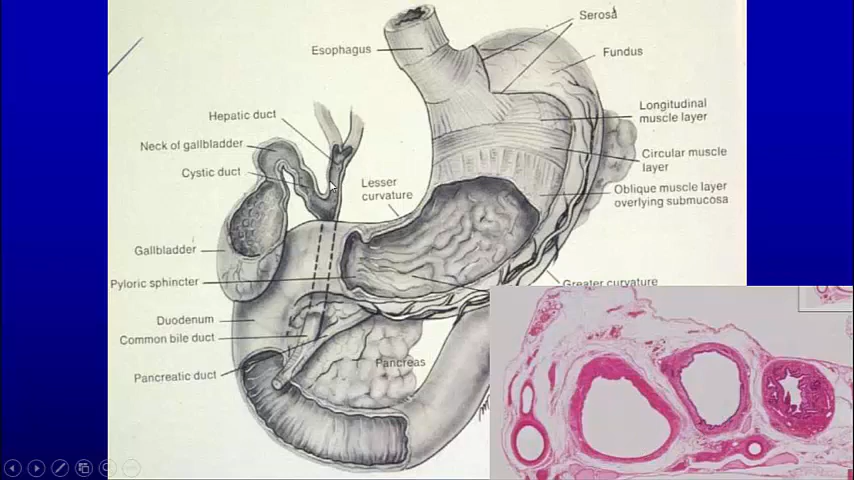 Serosa
Esophagus
Fundus
Hepatic duct
Longitudinal
muscle layer
Neck of gallbladder
Circular muscle
layer
Cystic duct
Lesser
curvature
Oblique muscle layer
overlying submucosa
Gallbladder
Pyloric sphincter
Greater curvature
Duodenum
Common bile duct
Pancreas
Pancreatic duct